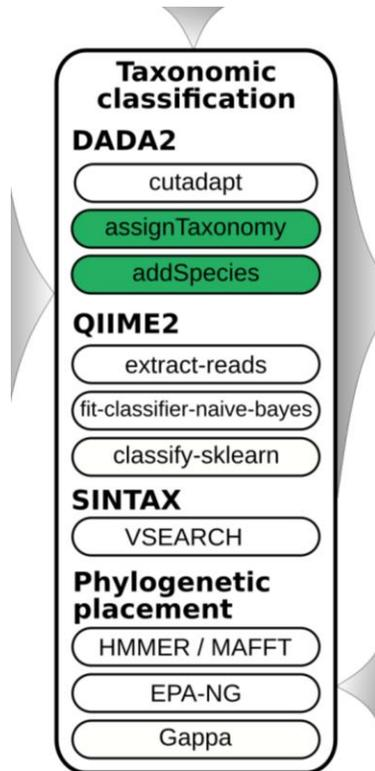 Taxonomic
classification
DADA2
cutadapt
assignTaxonomy
addSpecies
QIIME2
extract-reads
fit-classifier-naive-bayes
classify-sklearn
SINTAX
VSEARCH
Phylogenetic
placement
HMMER / MAFFT
EPA-NG
Gappa